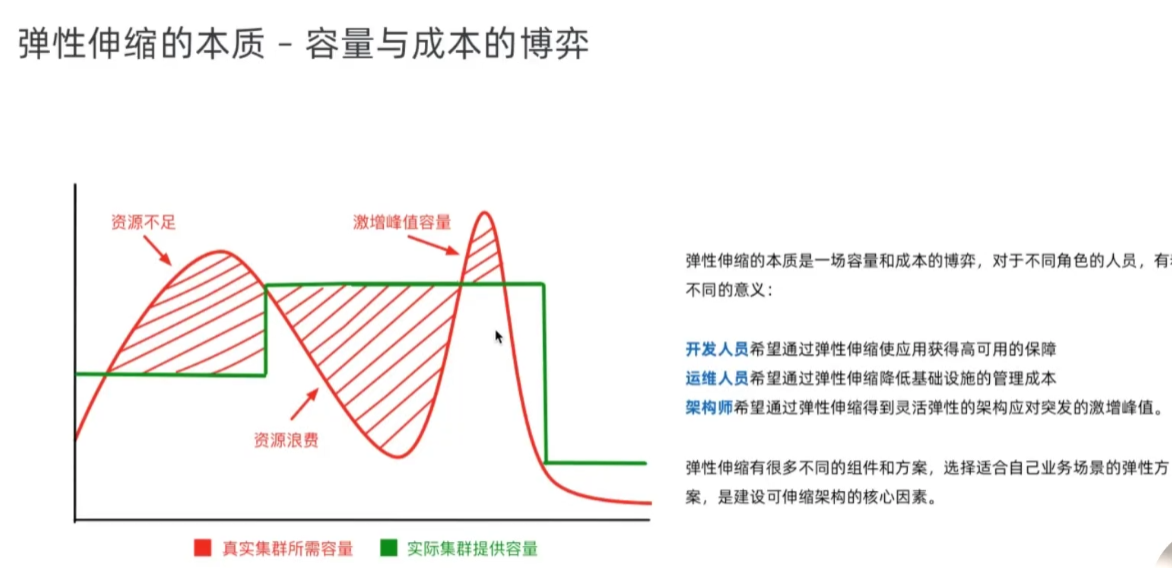 弹性伸缩的本质 – 容量与成本的博弈
资源不足
激增峰值容量
资源浪费
真实集群所需容量
实际集群提供容量
弹性伸缩的本质是一场容量和成本的博弈，对于不同角色的人员，有
不同的意义：
开发人员希望通过弹性伸缩使应用获得高可用的保障
运维人员希望通过弹性伸缩降低基础设施的管理成本
架构师希望通过弹性伸缩得到灵活弹性的架构应对突发的激增峰值。
弹性伸缩有很多不同的组件和方案，选择适合自己业务场景的弹性方
案，是建设可伸缩架构的核心因素。